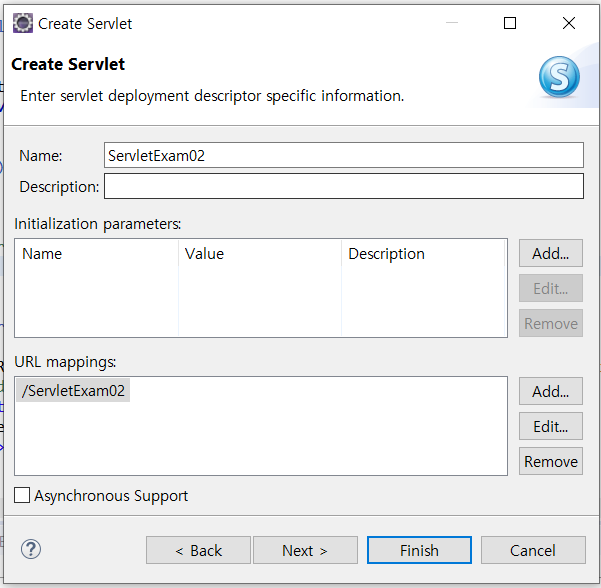 Create Servlet
Create Servlet
Enter servlet deployment descriptor specific information.
S
Name: ServletExam02
Description:
Initialization parameters:
Name Value Description
Add...
Edit...
Remove
URL mappings:
/ServletExam02
Add...
Edit...
Remove
Asynchronous Support
? < Back Next > Finish Cancel